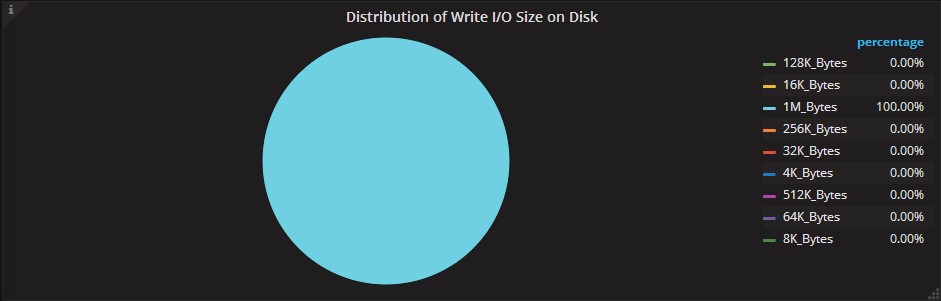 i
Distribution of Write I/O Size on Disk
percentage
128K_Bytes 0.00%
16K_Bytes 0.00%
1M_Bytes 100.00%
256K_Bytes 0.00%
32K_Bytes 0.00%
4K_Bytes 0.00%
512K_Bytes 0.00%
64K_Bytes 0.00%
8K_Bytes 0.00%